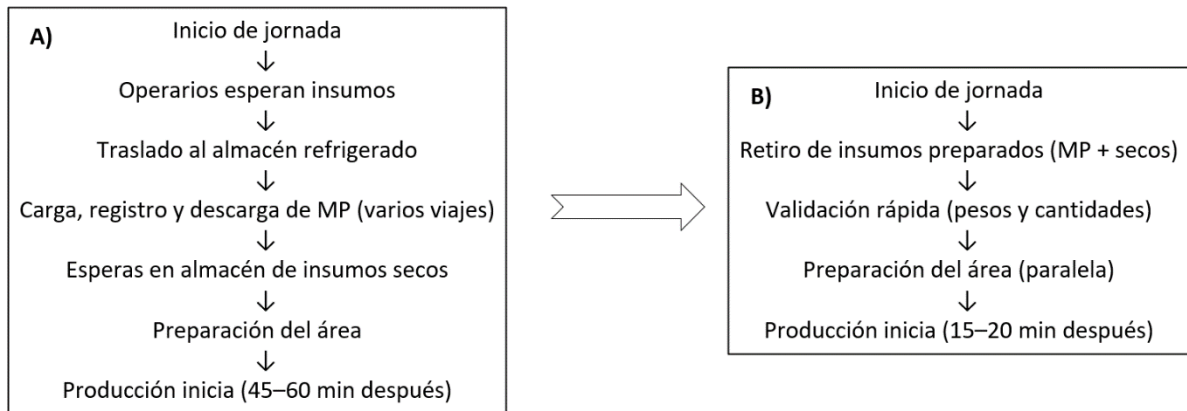 A)
Inicio de jornada
↓
Operarios esperan insumos
↓
Traslado al almacén refrigerado
↓
Carga, registro y descarga de MP (varios viajes)
↓
Esperas en almacén de insumos secos
↓
Preparación del área
↓
Producción inicia (45–60 min después)
B)
Inicio de jornada
↓
Retiro de insumos preparados (MP + secos)
↓
Validación rápida (pesos y cantidades)
↓
Preparación del área (paralela)
↓
Producción inicia (15–20 min después)